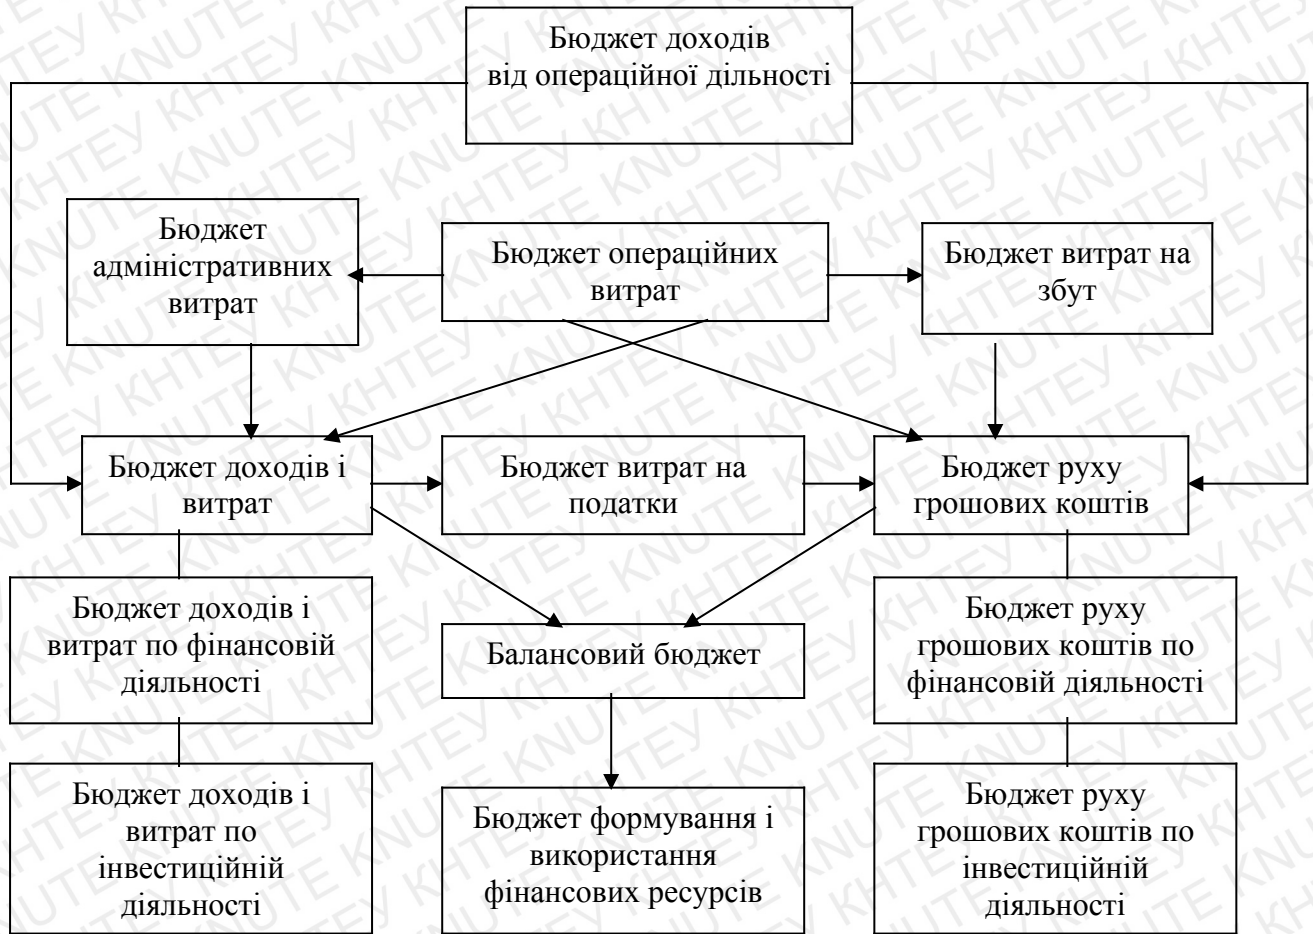 Бюджет доходів
від операційної дільності
Бюджет
адміністративних
витрат
Бюджет операційних
витрат
Бюджет витрат на
збут
Бюджет доходів і
витрат
Бюджет витрат на
податки
Бюджет руху
грошових коштів
Бюджет доходів і
витрат по фінансовій
діяльності
Балансовий бюджет
Бюджет руху
грошових коштів по
фінансовій діяльності
Бюджет доходів і
витрат по
інвестиційній
діяльності
Бюджет формування і
використання
фінансових ресурсів
Бюджет руху
грошових коштів по
інвестиційній
діяльності
KNUTE КНТЕУ